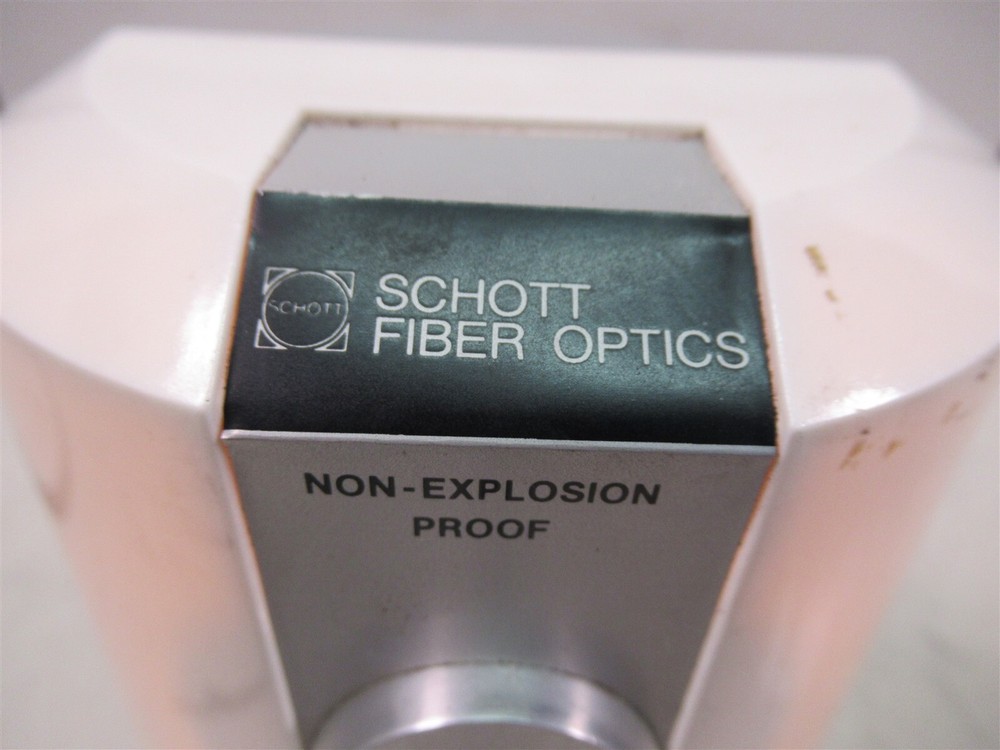 SCHOTT
SCHOTT
FIBER OPTICS
NON-EXPLOSION
PROOF